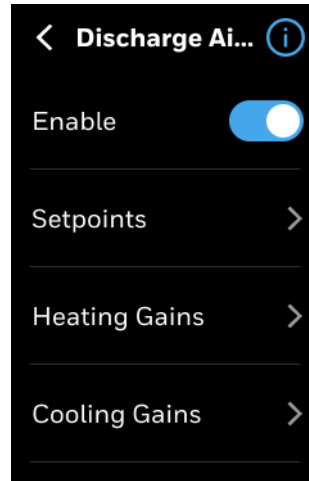 Discharge Ai...
Enable
Setpoints
Heating Gains
Cooling Gains